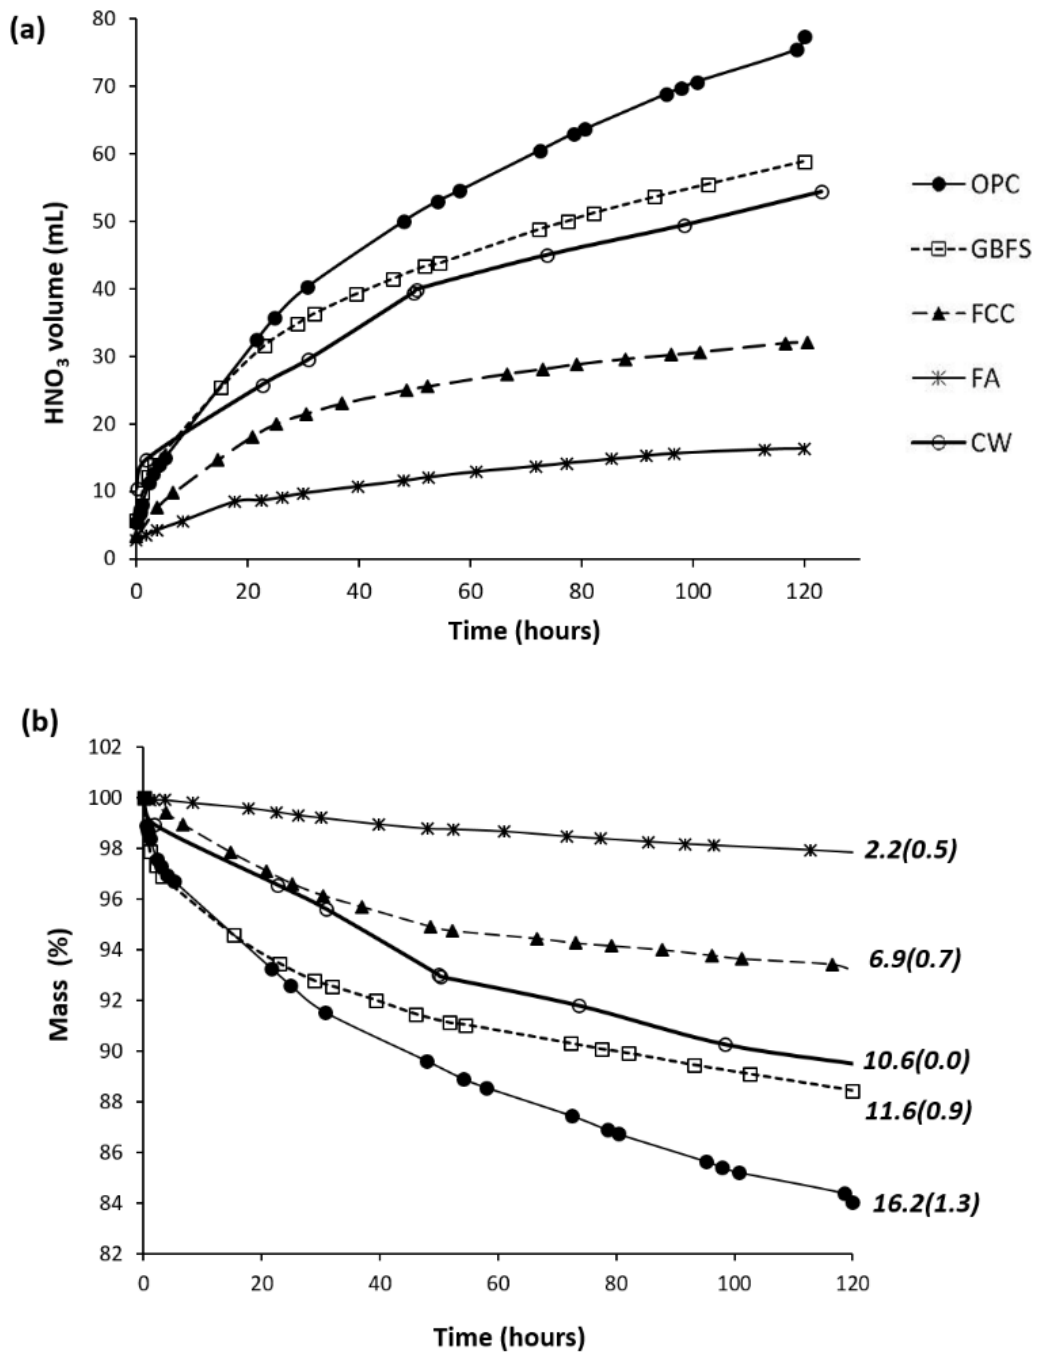 (a)
HNO₃ volume (mL)
80
70
60
50
40
30
20
10
0
0 20 40 60 80 100 120
Time (hours)
OPC
GBFS
FCC
FA
CW
(b)
Mass (%)
102
100
98
96
94
92
90
88
86
84
82
0 20 40 60 80 100 120
Time (hours)
2.2(0.5)
6.9(0.7)
10.6(0.0)
11.6(0.9)
16.2(1.3)